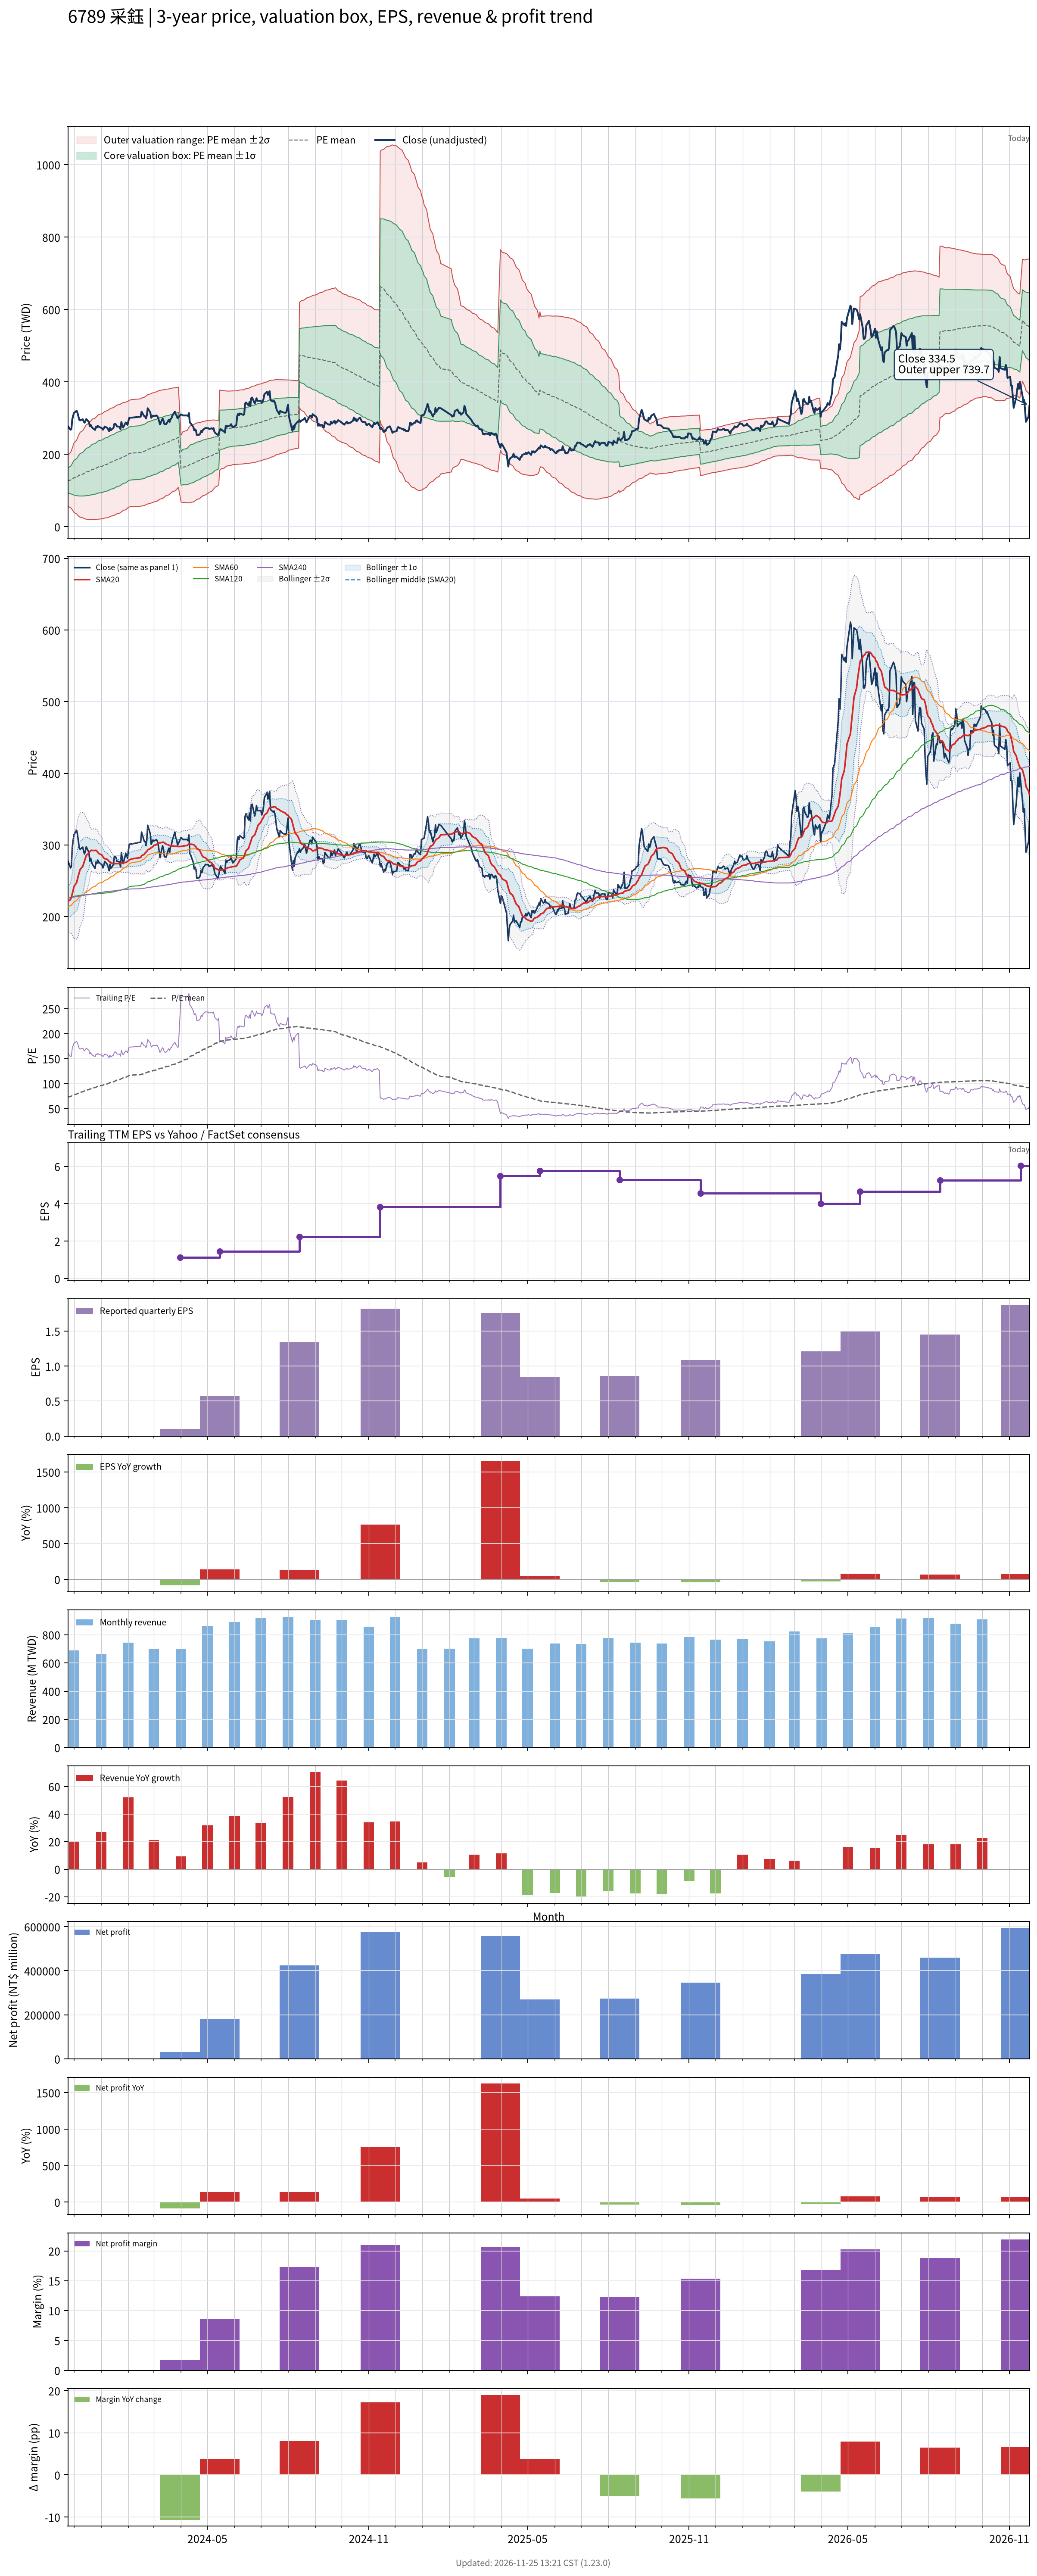 6789 采鈺 | 3-year price, valuation box, EPS, revenue & profit trend
Outer valuation range: PE mean ±2σ
Core valuation box: PE mean ±1σ
PE mean
Close (unadjusted)
Today
Close 334.5
Outer upper 739.7
Price (TWD)
1000
800
600
400
200
0
Close (same as panel 1)
SMA20
SMA60
SMA120
SMA240
Bollinger ±2σ
Bollinger ±1σ
Bollinger middle (SMA20)
Price
700
600
500
400
300
200
Trailing P/E
P/E mean
P/E
250
200
150
100
50
Trailing TTM EPS vs Yahoo / FactSet consensus
Today
EPS
6
4
2
0
Reported quarterly EPS
EPS
1.5
1.0
0.5
0.0
EPS YoY growth
YoY (%)
1500
1000
500
0
Monthly revenue
Revenue (M TWD)
800
600
400
200
0
Revenue YoY growth
YoY (%)
60
40
20
0
-20
Month
Net profit
Net profit (NT$ million)
600000
400000
200000
0
Net profit YoY
YoY (%)
1500
1000
500
0
Net profit margin
Margin (%)
20
15
10
5
0
Margin YoY change
Δ margin (pp)
20
10
0
-10
2024-05
2024-11
2025-05
2025-11
2026-05
2026-11
Updated: 2026-11-25 13:21 CST (1.23.0)